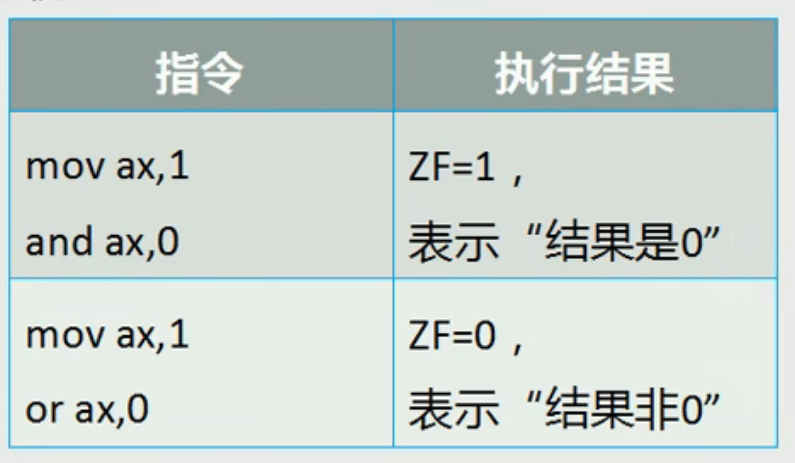 指令
执行结果
mov ax,1
and ax,0
ZF=1，
表示“结果是0”
mov ax,1
or ax,0
ZF=0，
表示“结果非0”